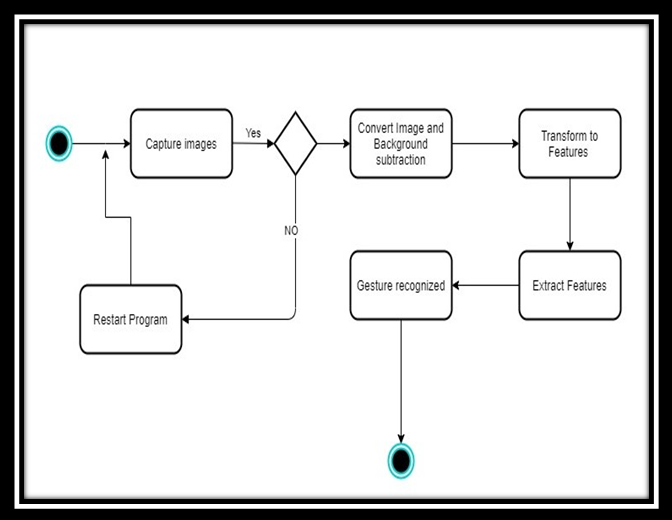 Capture images
Yes
Convert Image and
Background
subtraction
Transform to
Features
NO
Gesture recognized
Extract Features
Restart Program